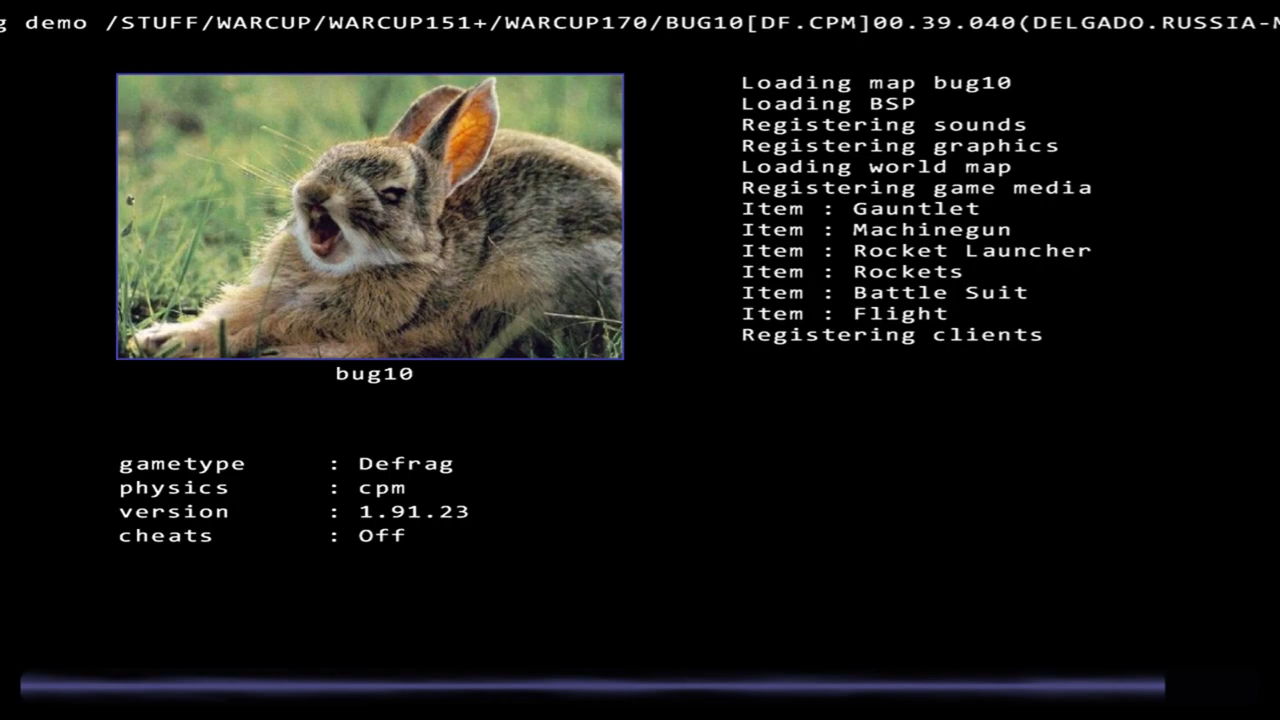 g demo /STUFF/WARCUP/WARCUP151+/WARCUP170/BUG10[DF.CPM]00.39.040(DELGADO.RUSSIA-M
Loading map bug10
Loading BSP
Registering sounds
Registering graphics
Loading world map
Registering game media
Item : Gauntlet
Item : Machinegun
Item : Rocket Launcher
Item : Rockets
Item : Battle Suit
Item : Flight
Registering clients
bug10
gametype : Defrag
physics : cpm
version : 1.91.23
cheats : Off